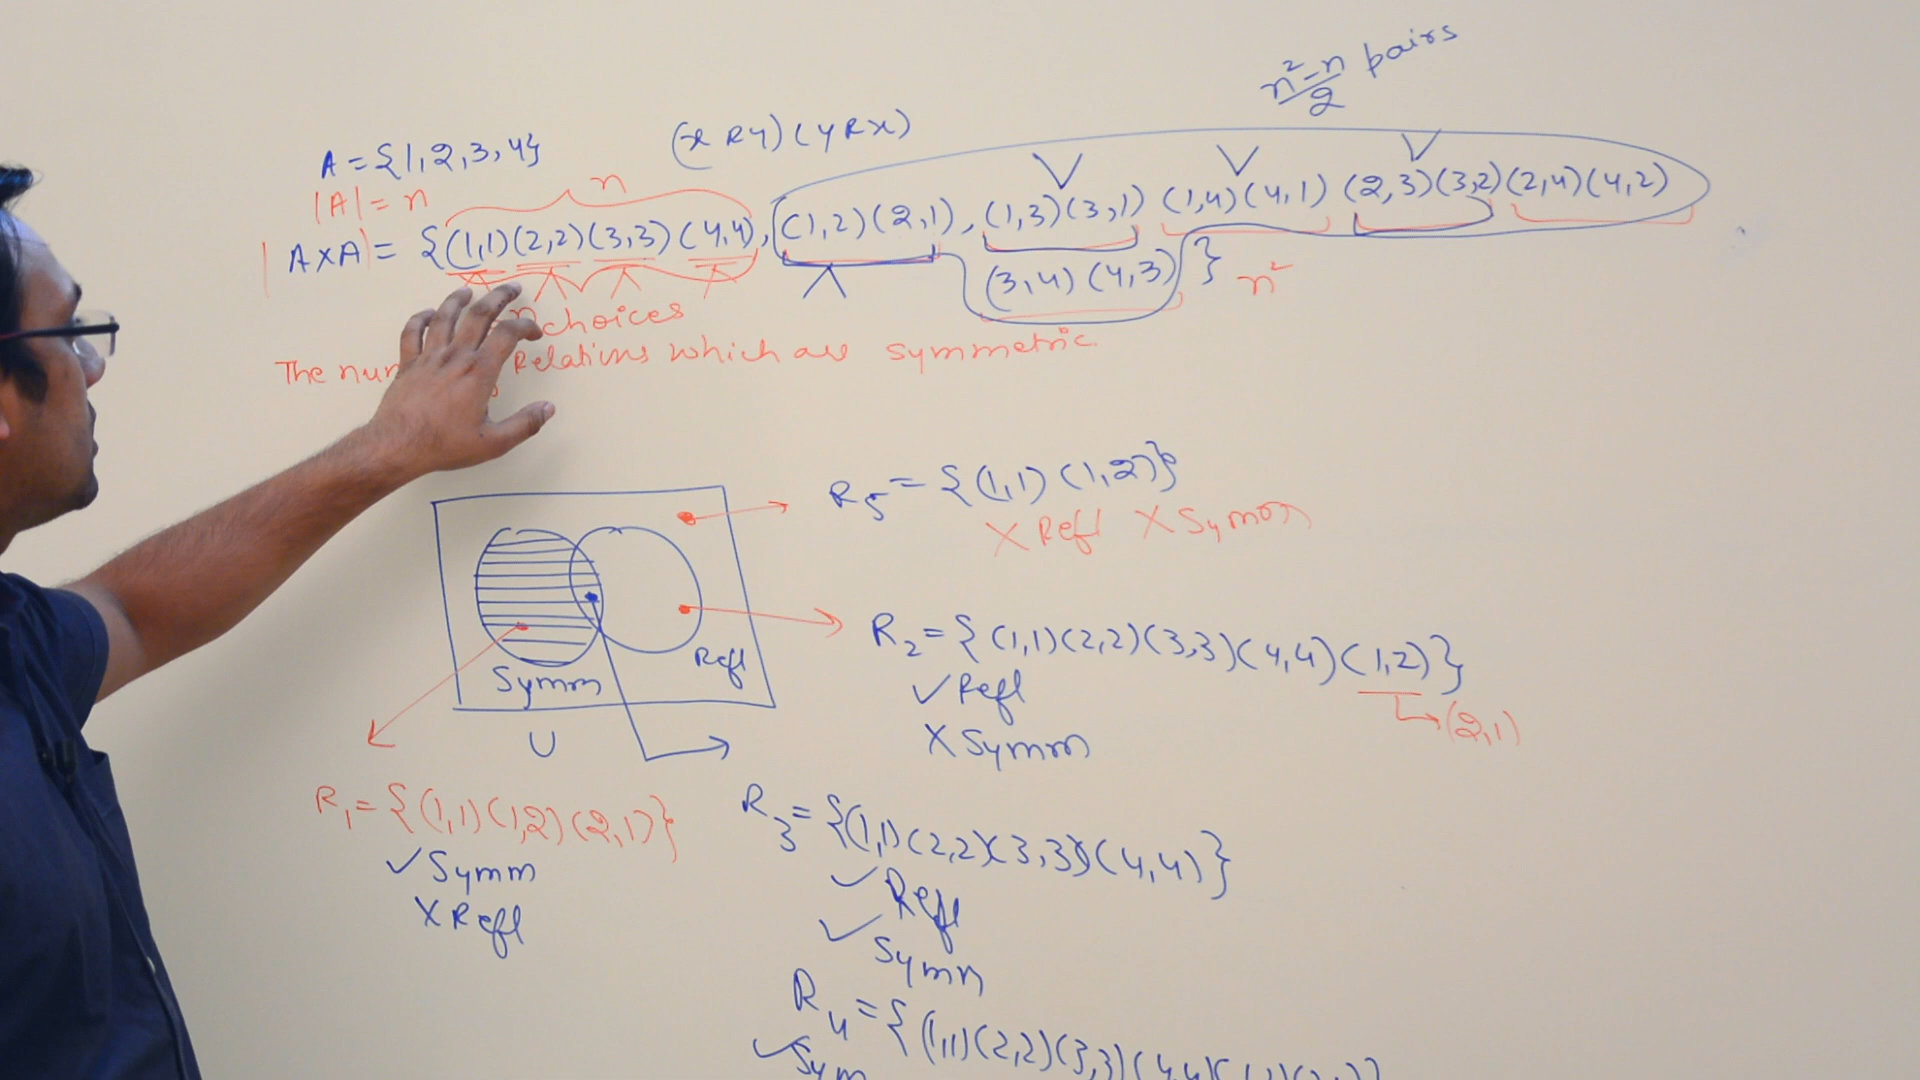 n² - n / 2 pairs
A = {1, 2, 3, 4}
(x R y) (y R x)
|A| = n
n
|A×A| = {(1,1) (2,2) (3,3) (4,4), (1,2) (2,1), (1,3) (3,1) (1,4) (4,1) (2,3) (3,2) (2,4) (4,2)
(3,4) (4,3) } n²
choices
The Relations which are symmetric
R5 = {(1,1) (1,2)}
X Refl X Symm
R2 = {(1,1) (2,2) (3,3) (4,4) (1,2)}
(2,1)
✓ Refl
X Symm
Symm
Refl
U
R1 = {(1,1) (1,2) (2,1)}
✓ Symm
X Refl
R3 = {(1,1) (2,2) (3,3) (4,4)}
✓ Refl
✓ Symm
R4 = {(1,1) (2,2) (3,3) (4,4)
✓ Sym